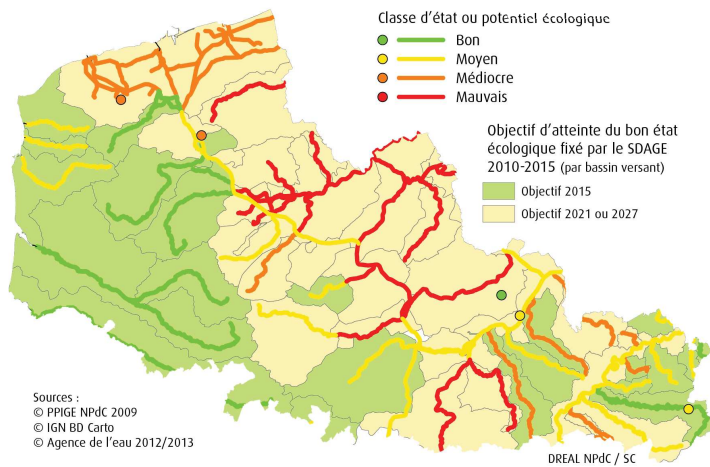 Classe d'état ou potentiel écologique
Bon
Moyen
Médiocre
Mauvais
Objectif d'atteinte du bon état
écologique fixé par le SDAGE
2010-2015 (par bassin versant)
Objectif 2015
Objectif 2021 ou 2027
Sources :
© PPIGE NPdC 2009
© IGN BD Carto
© Agence de l'eau 2012/2013
DREAL NPdC / SC